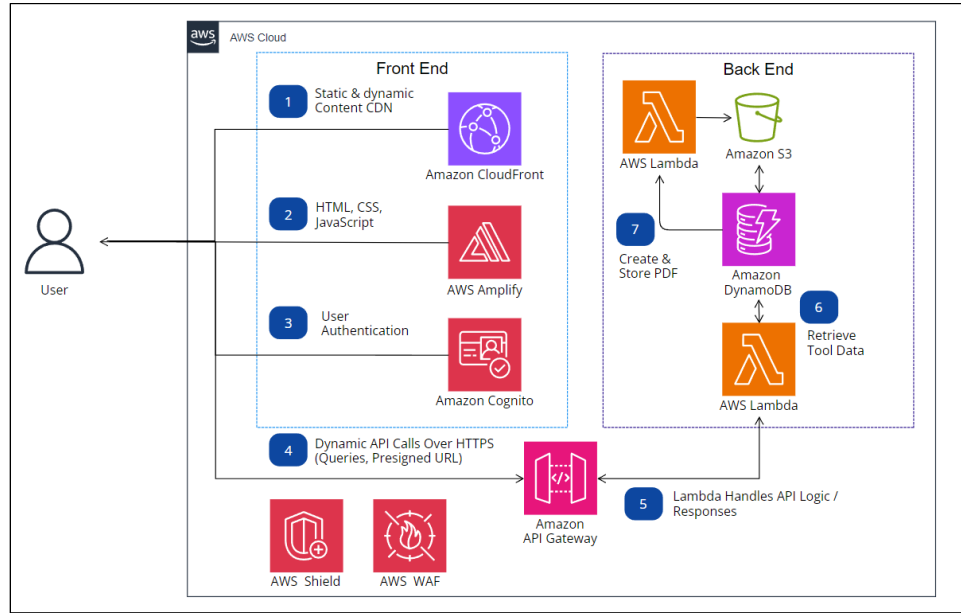 aws
AWS Cloud
Front End
1
Static & dynamic
Content CDN
Amazon CloudFront
2
HTML, CSS,
JavaScript
AWS Amplify
3
User
Authentication
Amazon Cognito
User
4
Dynamic API Calls Over HTTPS
(Queries, Presigned URL)
Amazon
API Gateway
5
Lambda Handles API Logic /
Responses
AWS Shield
AWS WAF
Back End
AWS Lambda
Amazon S3
7
Create &
Store PDF
Amazon
DynamoDB
6
Retrieve
Tool Data
AWS Lambda